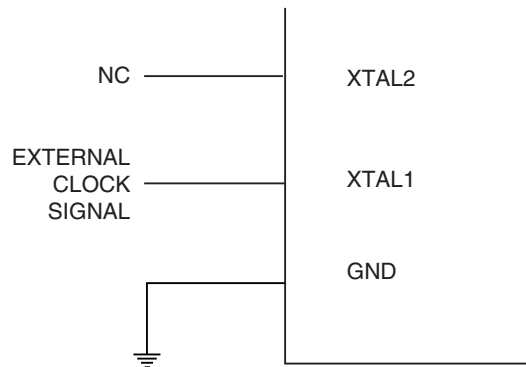 NC
XTAL2
EXTERNAL
CLOCK
SIGNAL
XTAL1
GND